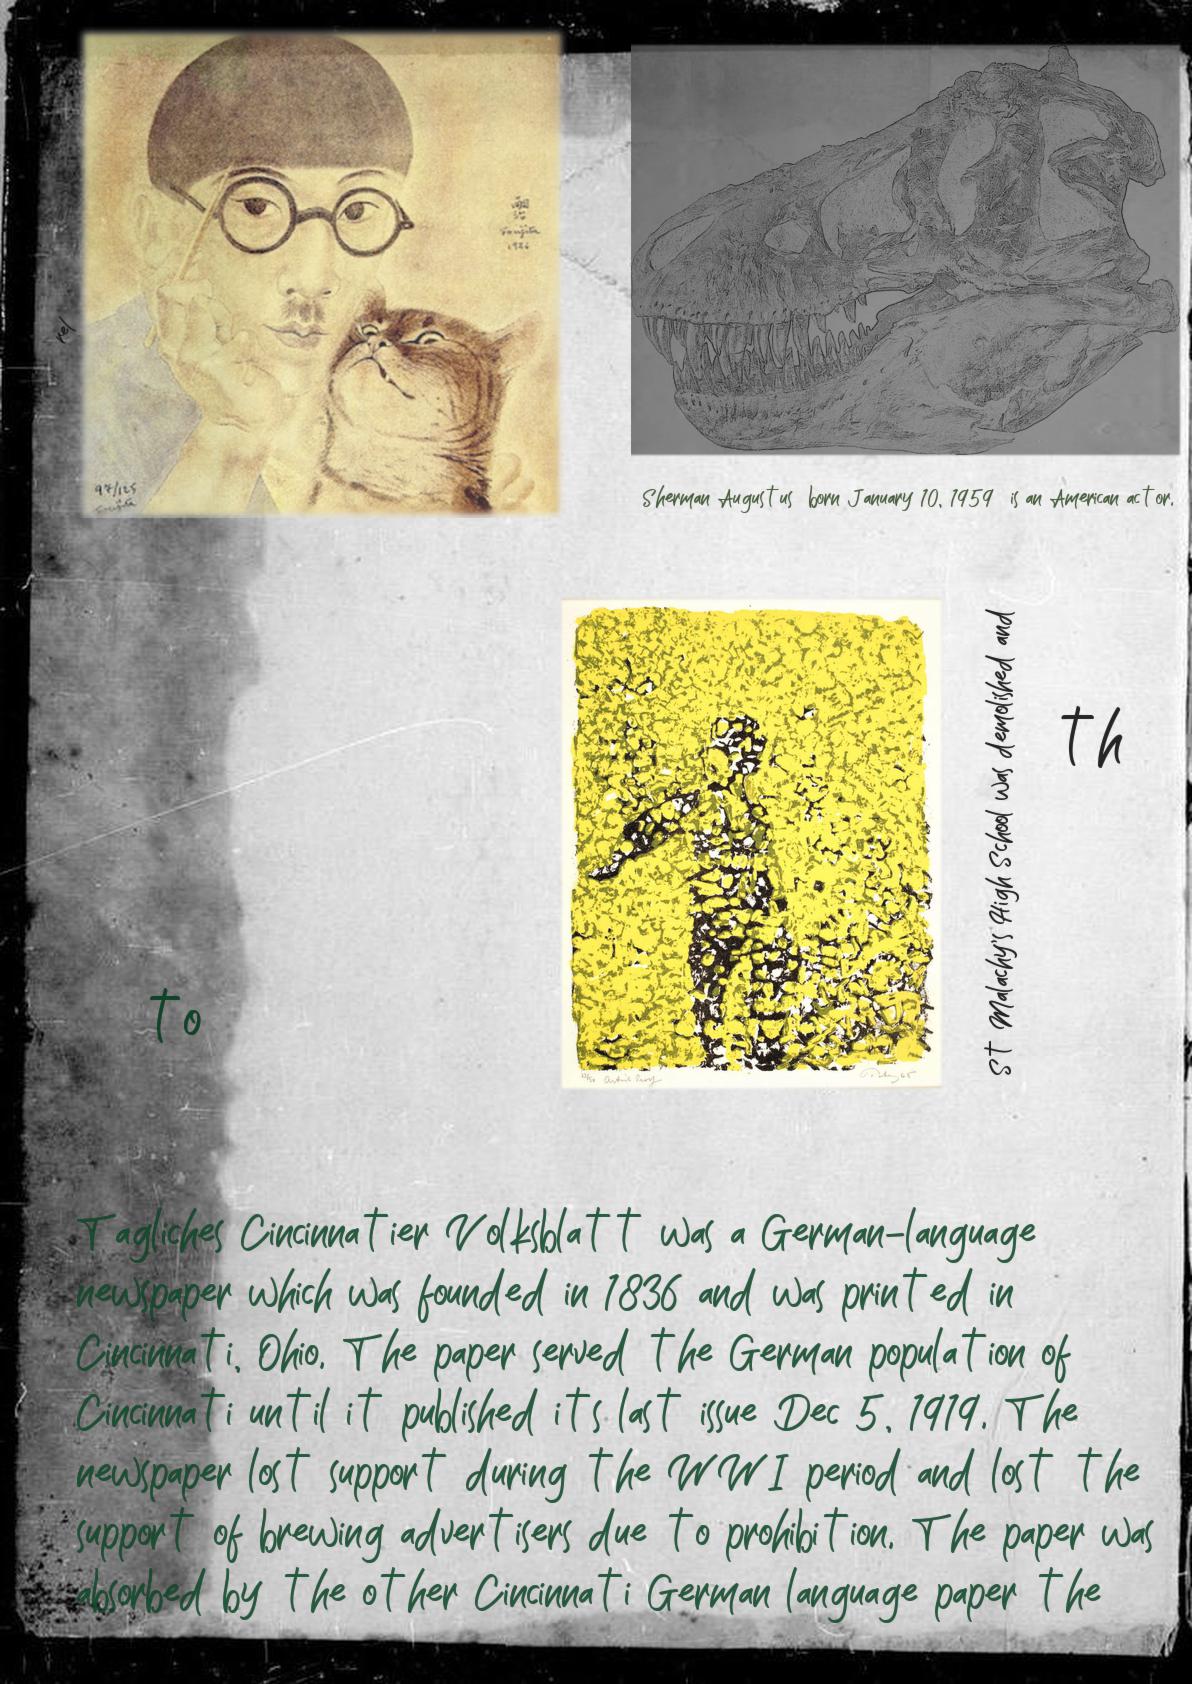 1926
97/125
rel
Sherman Augustus born January 10, 1959 is an American actor.
St Malachy's High School was demolished and
th
to
Artist Proof
Tagliches Cincinnatier Volksblatt was a German-language
newspaper which was founded in 1836 and was printed in
Cincinnati, Ohio. The paper served the German population of
Cincinnati until it published its last issue Dec 5, 1919. The
newspaper lost support during the WWI period and lost the
support of brewing advertisers due to prohibition. The paper was
absorbed by the other Cincinnati German language paper the